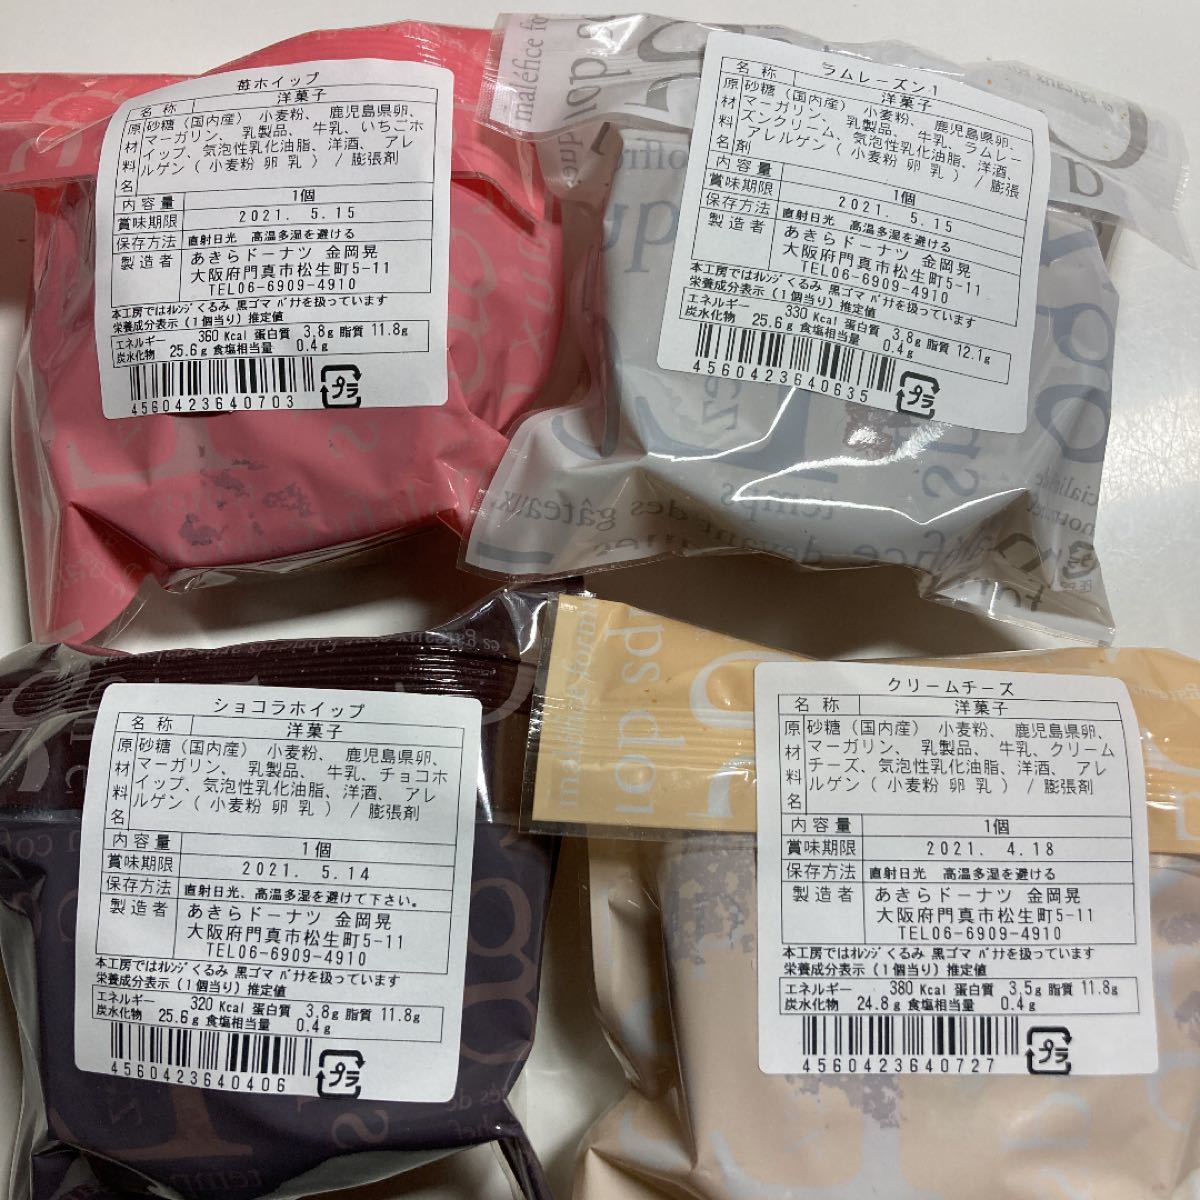 苺ホイップ
名称 洋菓子
原材料名 砂糖（国内産） 小麦粉、 鹿児島県卵、
マーガリン、 乳製品、 牛乳、いちごホ
イップ、気泡性乳化油脂、洋酒、 アレ
ルゲン（ 小麦粉 卵 乳 ） / 膨張剤
内容量 1個
賞味期限 2021. 5.15
保存方法 直射日光 高温多湿を避ける
製造者 あきらドーナツ 金岡晃
大阪府門真市松生町5-11
TEL06-6909-4910
本工房ではｵﾚﾝｼﾞくるみ 黒ゴマ ﾊﾞﾅﾅを扱っています
栄養成分表示（1個当り）推定値
エネルギー 360 Kcal 蛋白質 3.8g 脂質 11.8g
炭水化物 25.6g 食塩相当量 0.4g
4560423640703
プラ
ラムレーズン1
名称 洋菓子
原材料名 砂糖（国内産） 小麦粉、 鹿児島県卵、
マーガリン、 乳製品、 牛乳、ラムレー
ズンクリニム、気泡性乳化油脂、洋酒、
アレルゲン（ 小麦粉 卵 乳 ） / 膨張
剤
内容量 1個
賞味期限 2021. 5.15
保存方法 直射日光 高温多湿を避ける
製造者 あきらドーナツ 金岡晃
大阪府門真市松生町5-11
TEL06-6909-4910
本工房ではｵﾚﾝｼﾞくるみ 黒ゴマ ﾊﾞﾅﾅを扱っています
栄養成分表示（1個当り）推定値
エネルギー 330 Kcal 蛋白質 3.8g 脂質 12.1g
炭水化物 25.6g 食塩相当量 0.4g
4560423640635
プラ
maléfice
temps des gâteaux
devant
ショコラホイップ
名称 洋菓子
原材料名 砂糖（国内産） 小麦粉、 鹿児島県卵、
マーガリン、 乳製品、 牛乳、チョコホ
イップ、気泡性乳化油脂、洋酒、 アレ
ルゲン（ 小麦粉 卵 乳 ） / 膨張剤
内容量 1個
賞味期限 2021. 5.14
保存方法 直射日光、高温多湿を避けて下さい。
製造者 あきらドーナツ 金岡晃
大阪府門真市松生町5-11
TEL06-6909-4910
本工房ではｵﾚﾝｼﾞくるみ 黒ゴマ ﾊﾞﾅﾅを扱っています
栄養成分表示（1個当り）推定値
エネルギー 320 Kcal 蛋白質 3.8g 脂質 11.8g
炭水化物 25.6g 食塩相当量 0.4g
4560423640406
プラ
クリームチーズ
名称 洋菓子
原材料名 砂糖（国内産） 小麦粉、 鹿児島県卵、
マーガリン、 乳製品、 牛乳、クリーム
チーズ、気泡性乳化油脂、洋酒、 アレ
ルゲン（ 小麦粉 卵 乳 ） / 膨張剤
内容量 1個
賞味期限 2021. 4.18
保存方法 直射日光 高温多湿を避ける
製造者 あきらドーナツ 金岡晃
大阪府門真市松生町5-11
TEL06-6909-4910
本工房ではｵﾚﾝｼﾞくるみ 黒ゴマ ﾊﾞﾅﾅを扱っています
栄養成分表示（1個当り）推定値
エネルギー 380 Kcal 蛋白質 3.5g 脂質 11.8g
炭水化物 24.8g 食塩相当量 0.4g
4560423640727
プラ